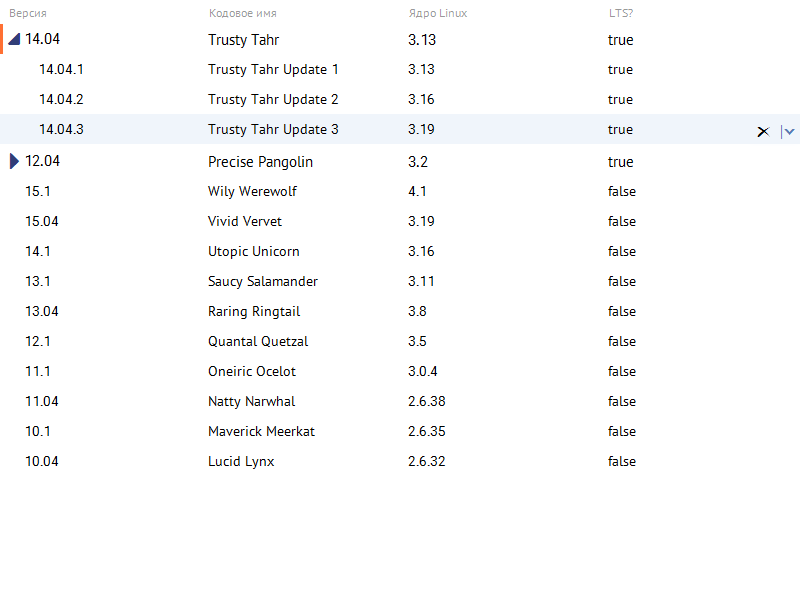 Версия Кодовое имя Ядро Linux LTS?
14.04 Trusty Tahr 3.13 true
14.04.1 Trusty Tahr Update 1 3.13 true
14.04.2 Trusty Tahr Update 2 3.16 true
14.04.3 Trusty Tahr Update 3 3.19 true
12.04 Precise Pangolin 3.2 true
15.1 Wily Werewolf 4.1 false
15.04 Vivid Vervet 3.19 false
14.1 Utopic Unicorn 3.16 false
13.1 Saucy Salamander 3.11 false
13.04 Raring Ringtail 3.8 false
12.1 Quantal Quetzal 3.5 false
11.1 Oneiric Ocelot 3.0.4 false
11.04 Natty Narwhal 2.6.38 false
10.1 Maverick Meerkat 2.6.35 false
10.04 Lucid Lynx 2.6.32 false